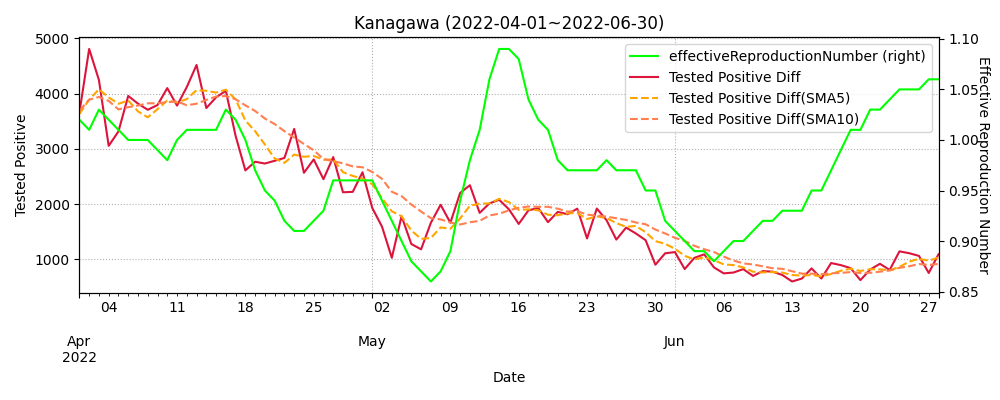 Kanagawa (2022-04-01~2022-06-30)
effectiveReproductionNumber (right)
Tested Positive Diff
Tested Positive Diff(SMA5)
Tested Positive Diff(SMA10)
Tested Positive
5000
4000
3000
2000
1000
Effective Reproduction Number
1.10
1.05
1.00
0.95
0.90
0.85
04 11 18 25 02 09 16 23 30 06 13 20 27
Apr May Jun
2022
Date